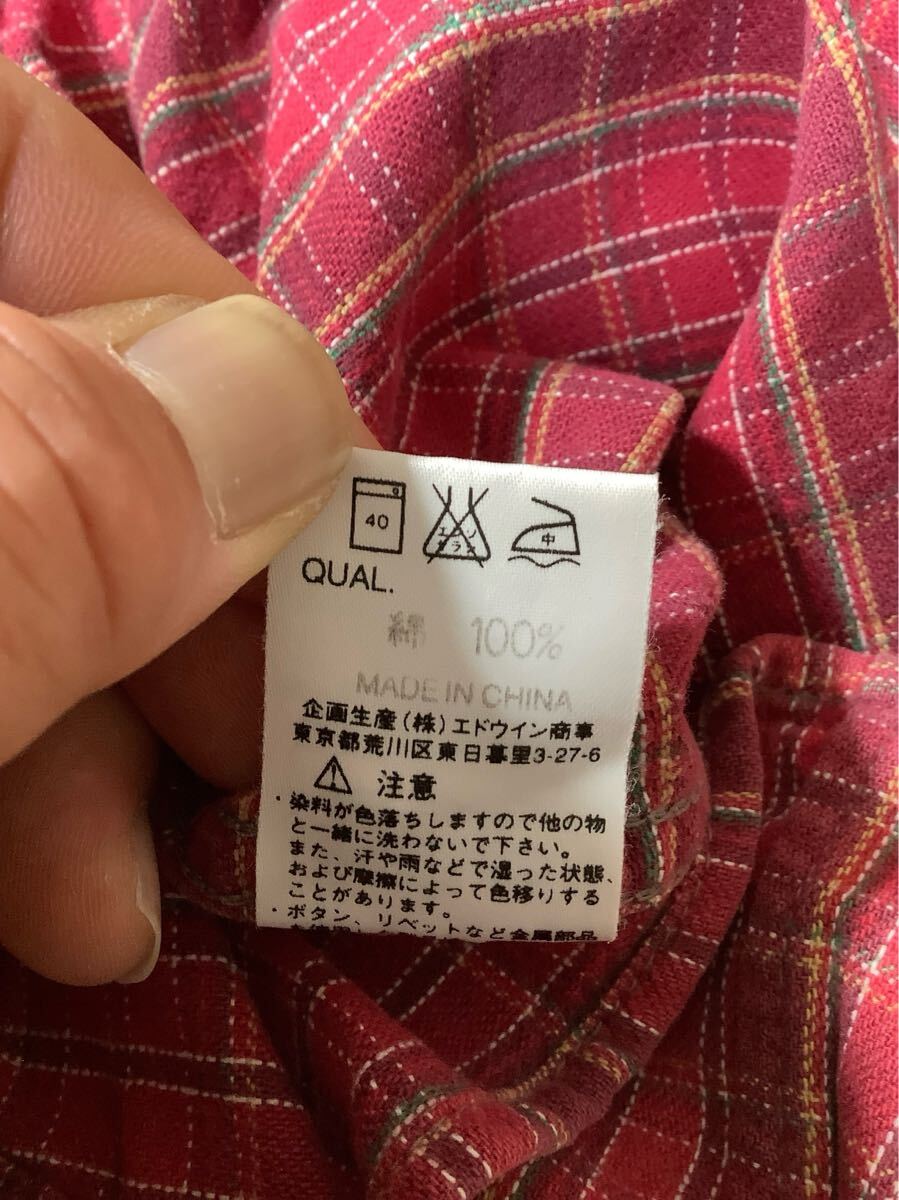 40
エンソ
サラシ
中
QUAL.
綿 100%
MADE IN CHINA
企画生産(株)エドウイン商事
東京都荒川区東日暮里3-27-6
注意
・染料が色落ちしますので他の物
と一緒に洗わないで下さい。
また、汗や雨などで湿った状態、
および摩擦によって色移りする
ことがあります。
・ボタン、リベットなど金属部品